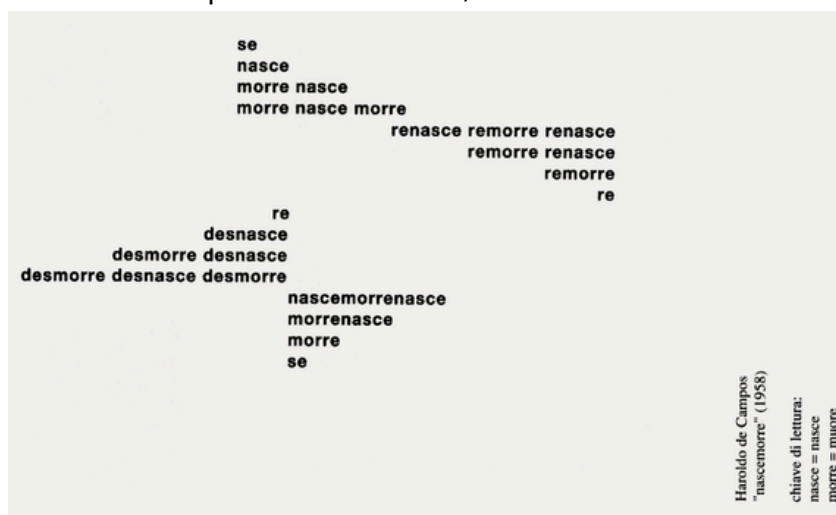 se
nasce
morre nasce
morre nasce morre
renasce remorre renasce
remorre renasce
remorre
re
re
desnasce
desmorre desnasce
desmorre desnasce desmorre
nascemorrenasce
morrenasce
morre
se
Haroldo de Campos
"nascemorre" (1958)
chiave di lettura:
nasce = nasce
morre = muore